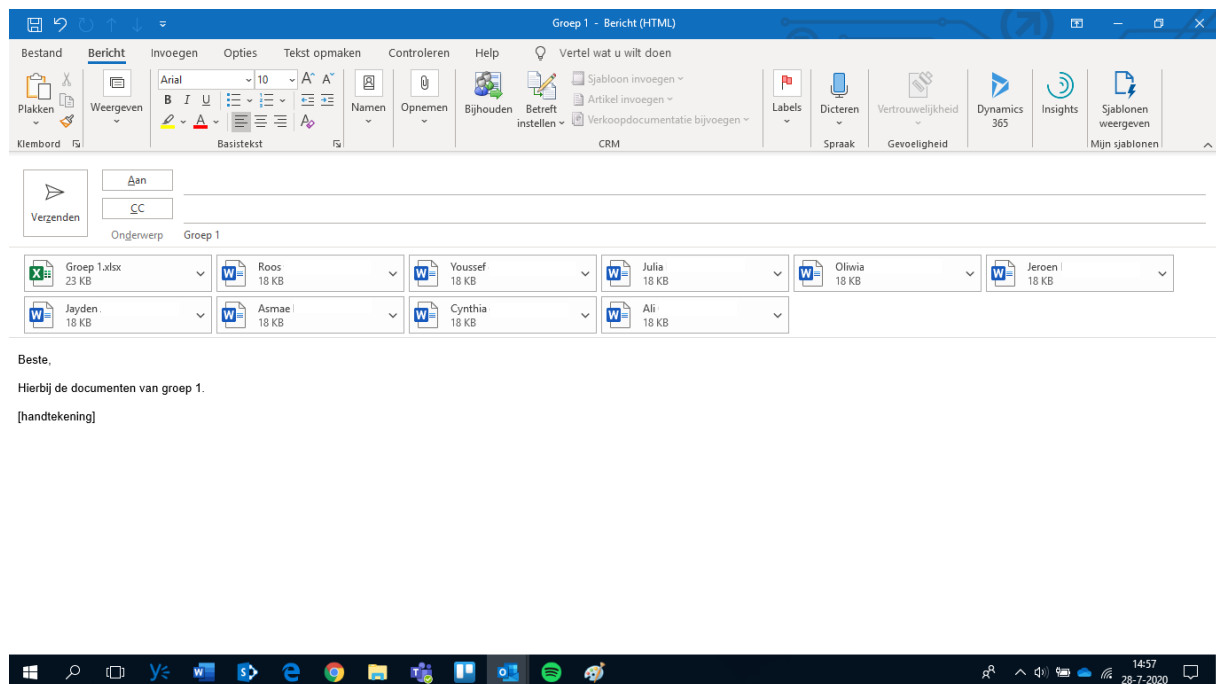 Groep 1 - Bericht (HTML)
Bestand Bericht Invoegen Opties Tekst opmaken Controleren Help Vertel wat u wilt doen
Plakken
Klembord
Weergeven
Arial 10
B I U
A A
Basistekst
Namen
Opnemen
Bijhouden
Betreft instellen
Sjabloon invoegen
Artikel invoegen
Verkoopdocumentatie bijvoegen
CRM
Labels
Dicteren
Spraak
Vertrouwelijkheid
Gevoeligheid
Dynamics 365
Insights
Sjablonen weergeven
Mijn sjablonen
Verzenden
Aan
CC
Onderwerp Groep 1
Groep 1.xlsx Roos Youssef Julia Oliwia Jeroen
23 KB 18 KB 18 KB 18 KB 18 KB 18 KB
Jayden Asmae Cynthia Ali
18 KB 18 KB 18 KB 18 KB
Beste,
Hierbij de documenten van groep 1.
[handtekening]
14:57
28-7-2020